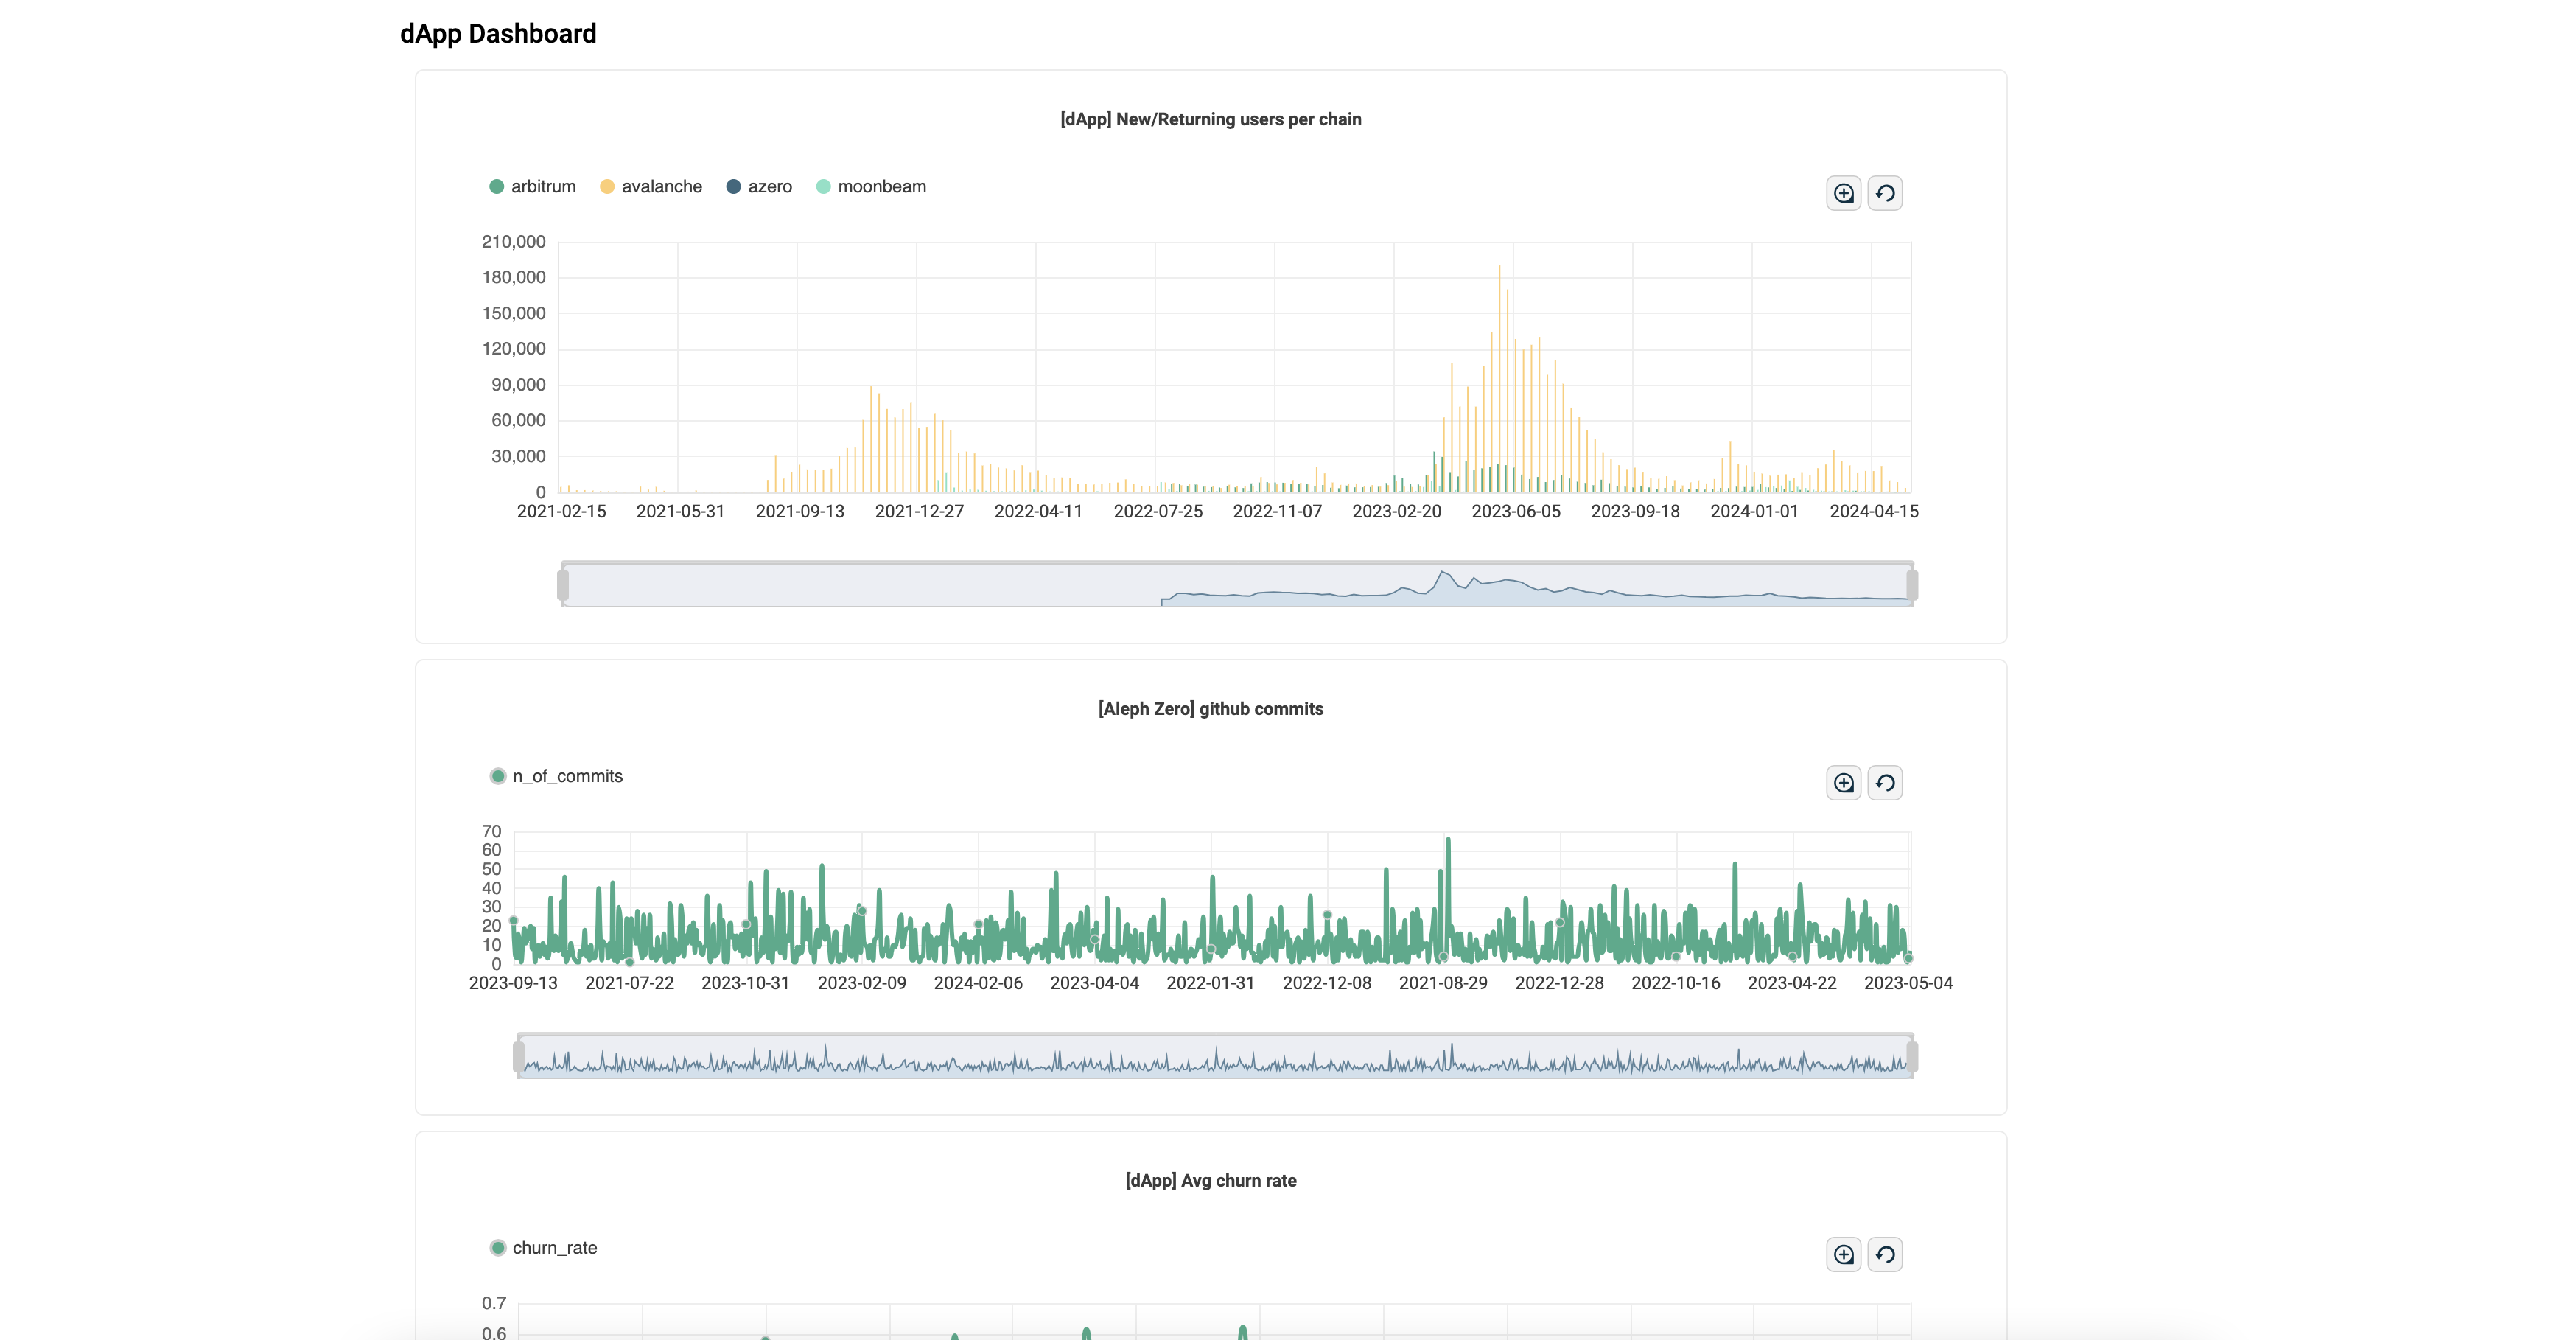 dApp Dashboard
[dApp] New/Returning users per chain
arbitrum avalanche azero moonbeam
210,000
180,000
150,000
120,000
90,000
60,000
30,000
0
2021-02-15 2021-05-31 2021-09-13 2021-12-27 2022-04-11 2022-07-25 2022-11-07 2023-02-20 2023-06-05 2023-09-18 2024-01-01 2024-04-15
[Aleph Zero] github commits
n_of_commits
70
60
50
40
30
20
10
0
2023-09-13 2021-07-22 2023-10-31 2023-02-09 2024-02-06 2023-04-04 2022-01-31 2022-12-08 2021-08-29 2022-12-28 2022-10-16 2023-04-22 2023-05-04
[dApp] Avg churn rate
churn_rate
0.7
0.6